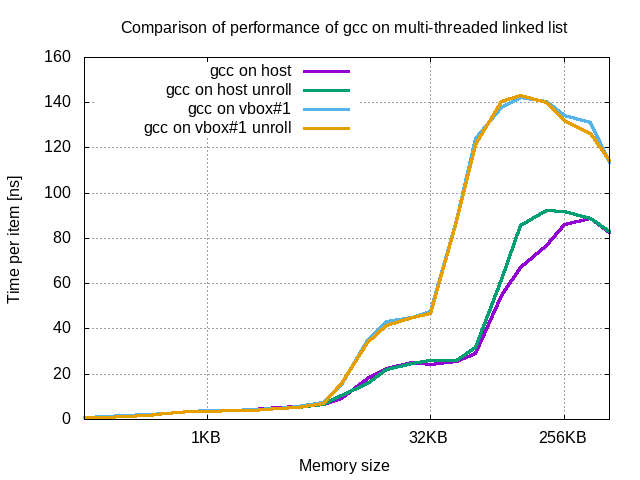 Comparison of performance of gcc on multi-threaded linked list
160
140
120
100
80
60
40
20
0
gcc on host
gcc on host unroll
gcc on vbox#1
gcc on vbox#1 unroll
Time per item [ns]
1KB
32KB
256KB
Memory size